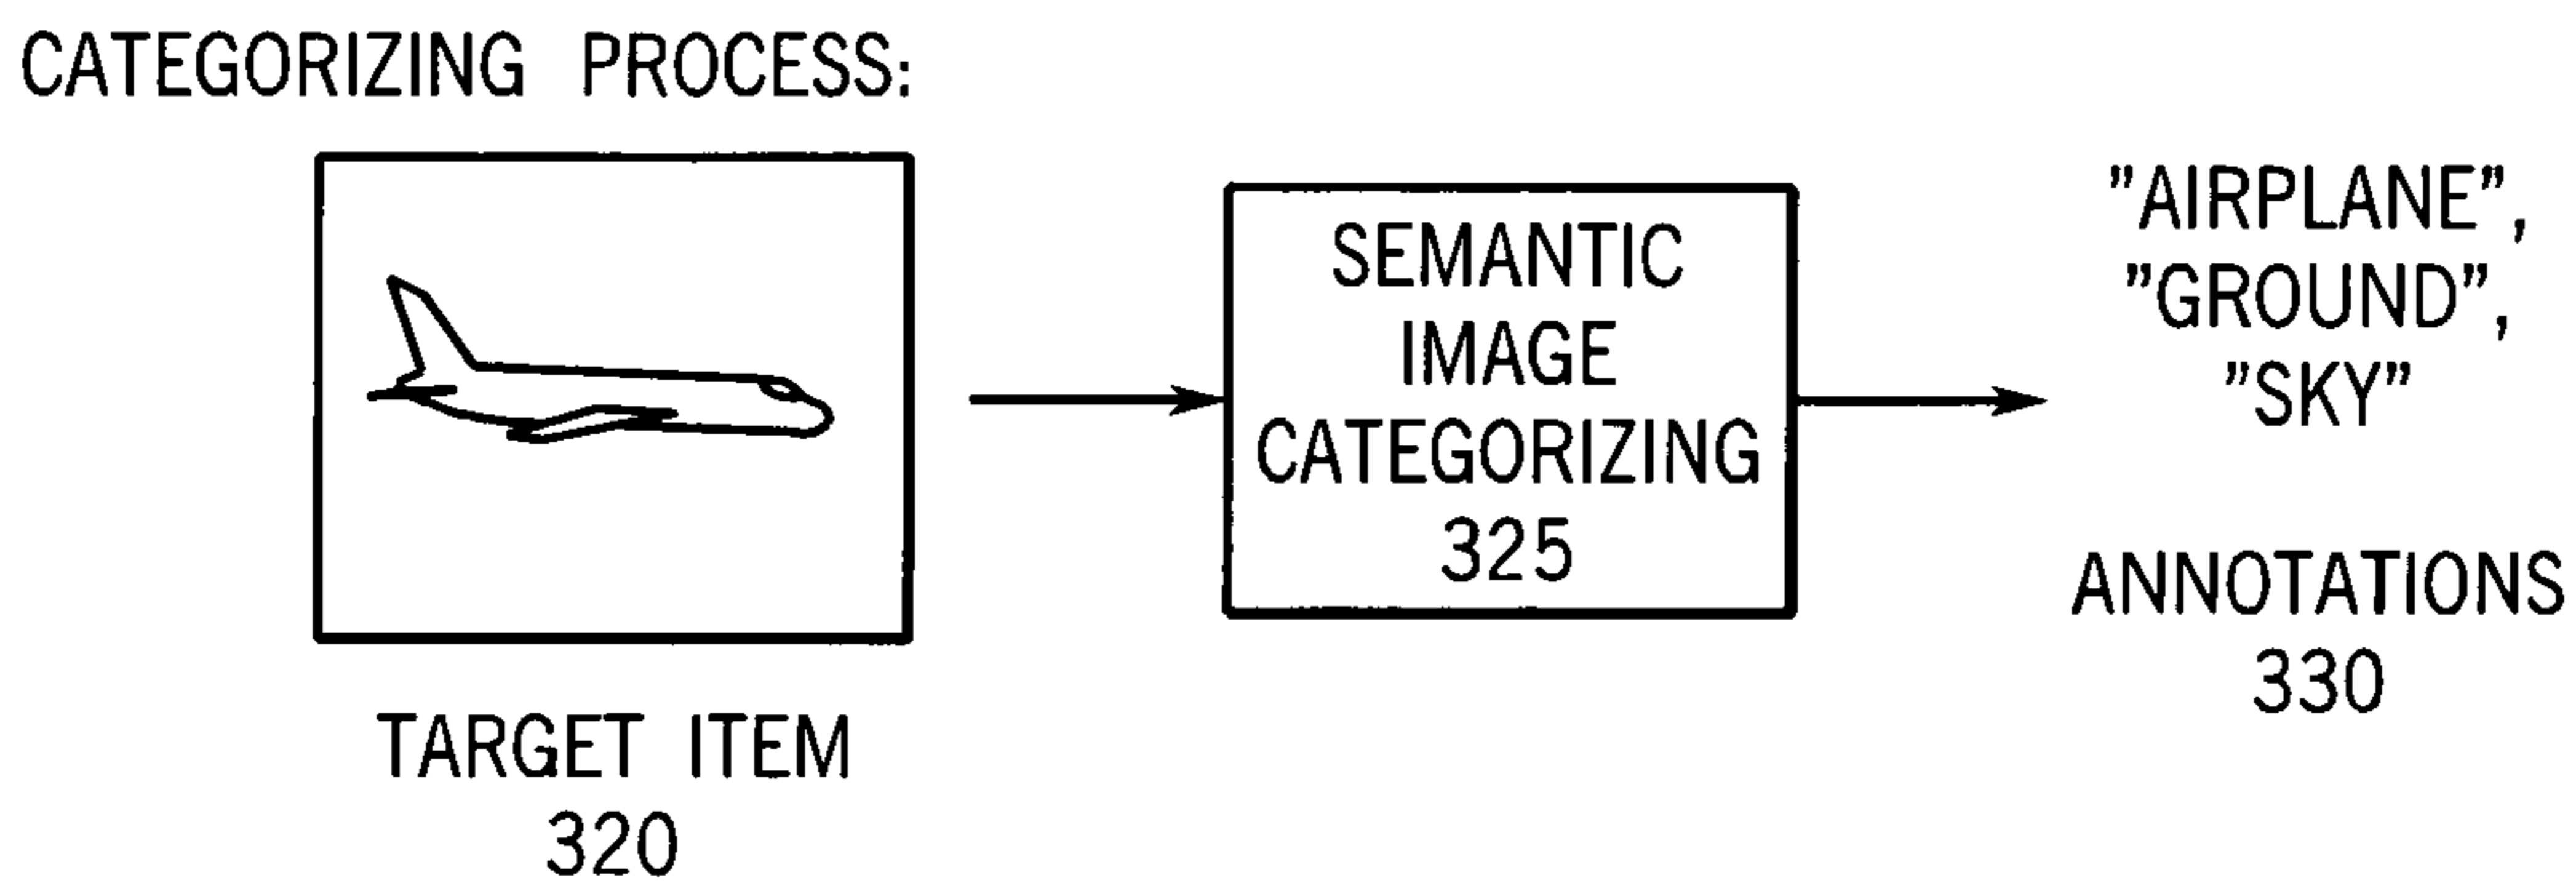 CATEGORIZING PROCESS:
TARGET ITEM
320
SEMANTIC
IMAGE
CATEGORIZING
325
"AIRPLANE",
"GROUND",
"SKY"
ANNOTATIONS
330